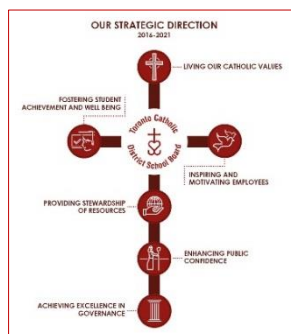 OUR STRATEGIC DIRECTION
2016-2021
LIVING OUR CATHOLIC VALUES
FOSTERING STUDENT
ACHIEVEMENT AND WELL BEING
Toronto Catholic
District School Board
INSPIRING AND
MOTIVATING EMPLOYEES
PROVIDING STEWARDSHIP
OF RESOURCES
ENHANCING PUBLIC
CONFIDENCE
ACHIEVING EXCELLENCE IN
GOVERNANCE